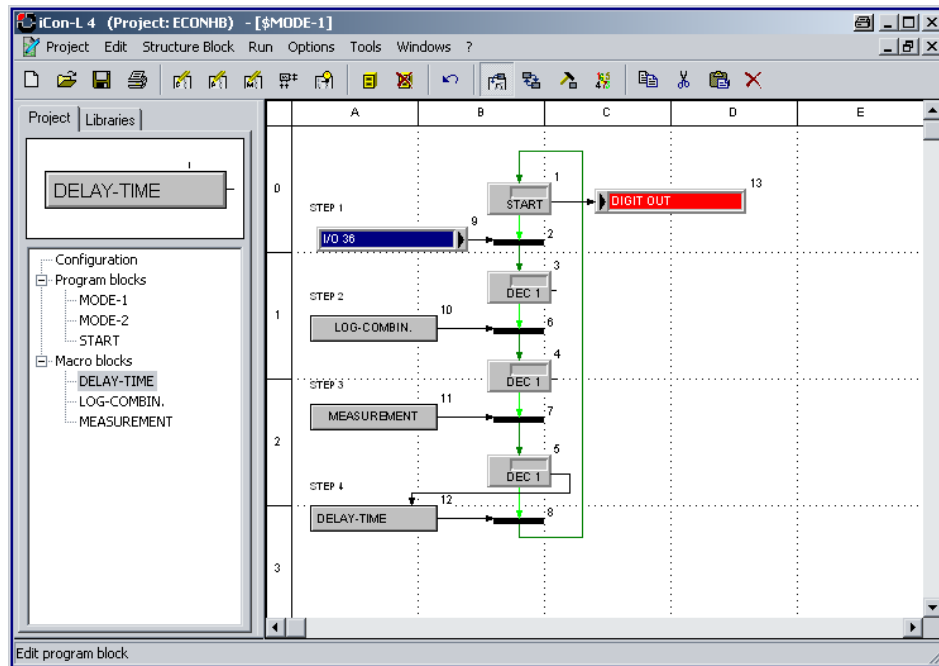 iCon-L 4 (Project: ECONHB) - [$MODE-1]
Project Edit Structure Block Run Options Tools Windows ?
Project Libraries
DELAY-TIME
Configuration
Program blocks
MODE-1
MODE-2
START
Macro blocks
DELAY-TIME
LOG-COMBIN.
MEASUREMENT
A B C D E
0
1
2
3
1
START
13
DIGIT OUT
STEP 1
9
I/O 36
2
3
DEC 1
STEP 2
10
LOG-COMBIN.
6
4
DEC 1
STEP 3
11
MEASUREMENT
7
5
DEC 1
STEP 4
12
DELAY-TIME
8
Edit program block